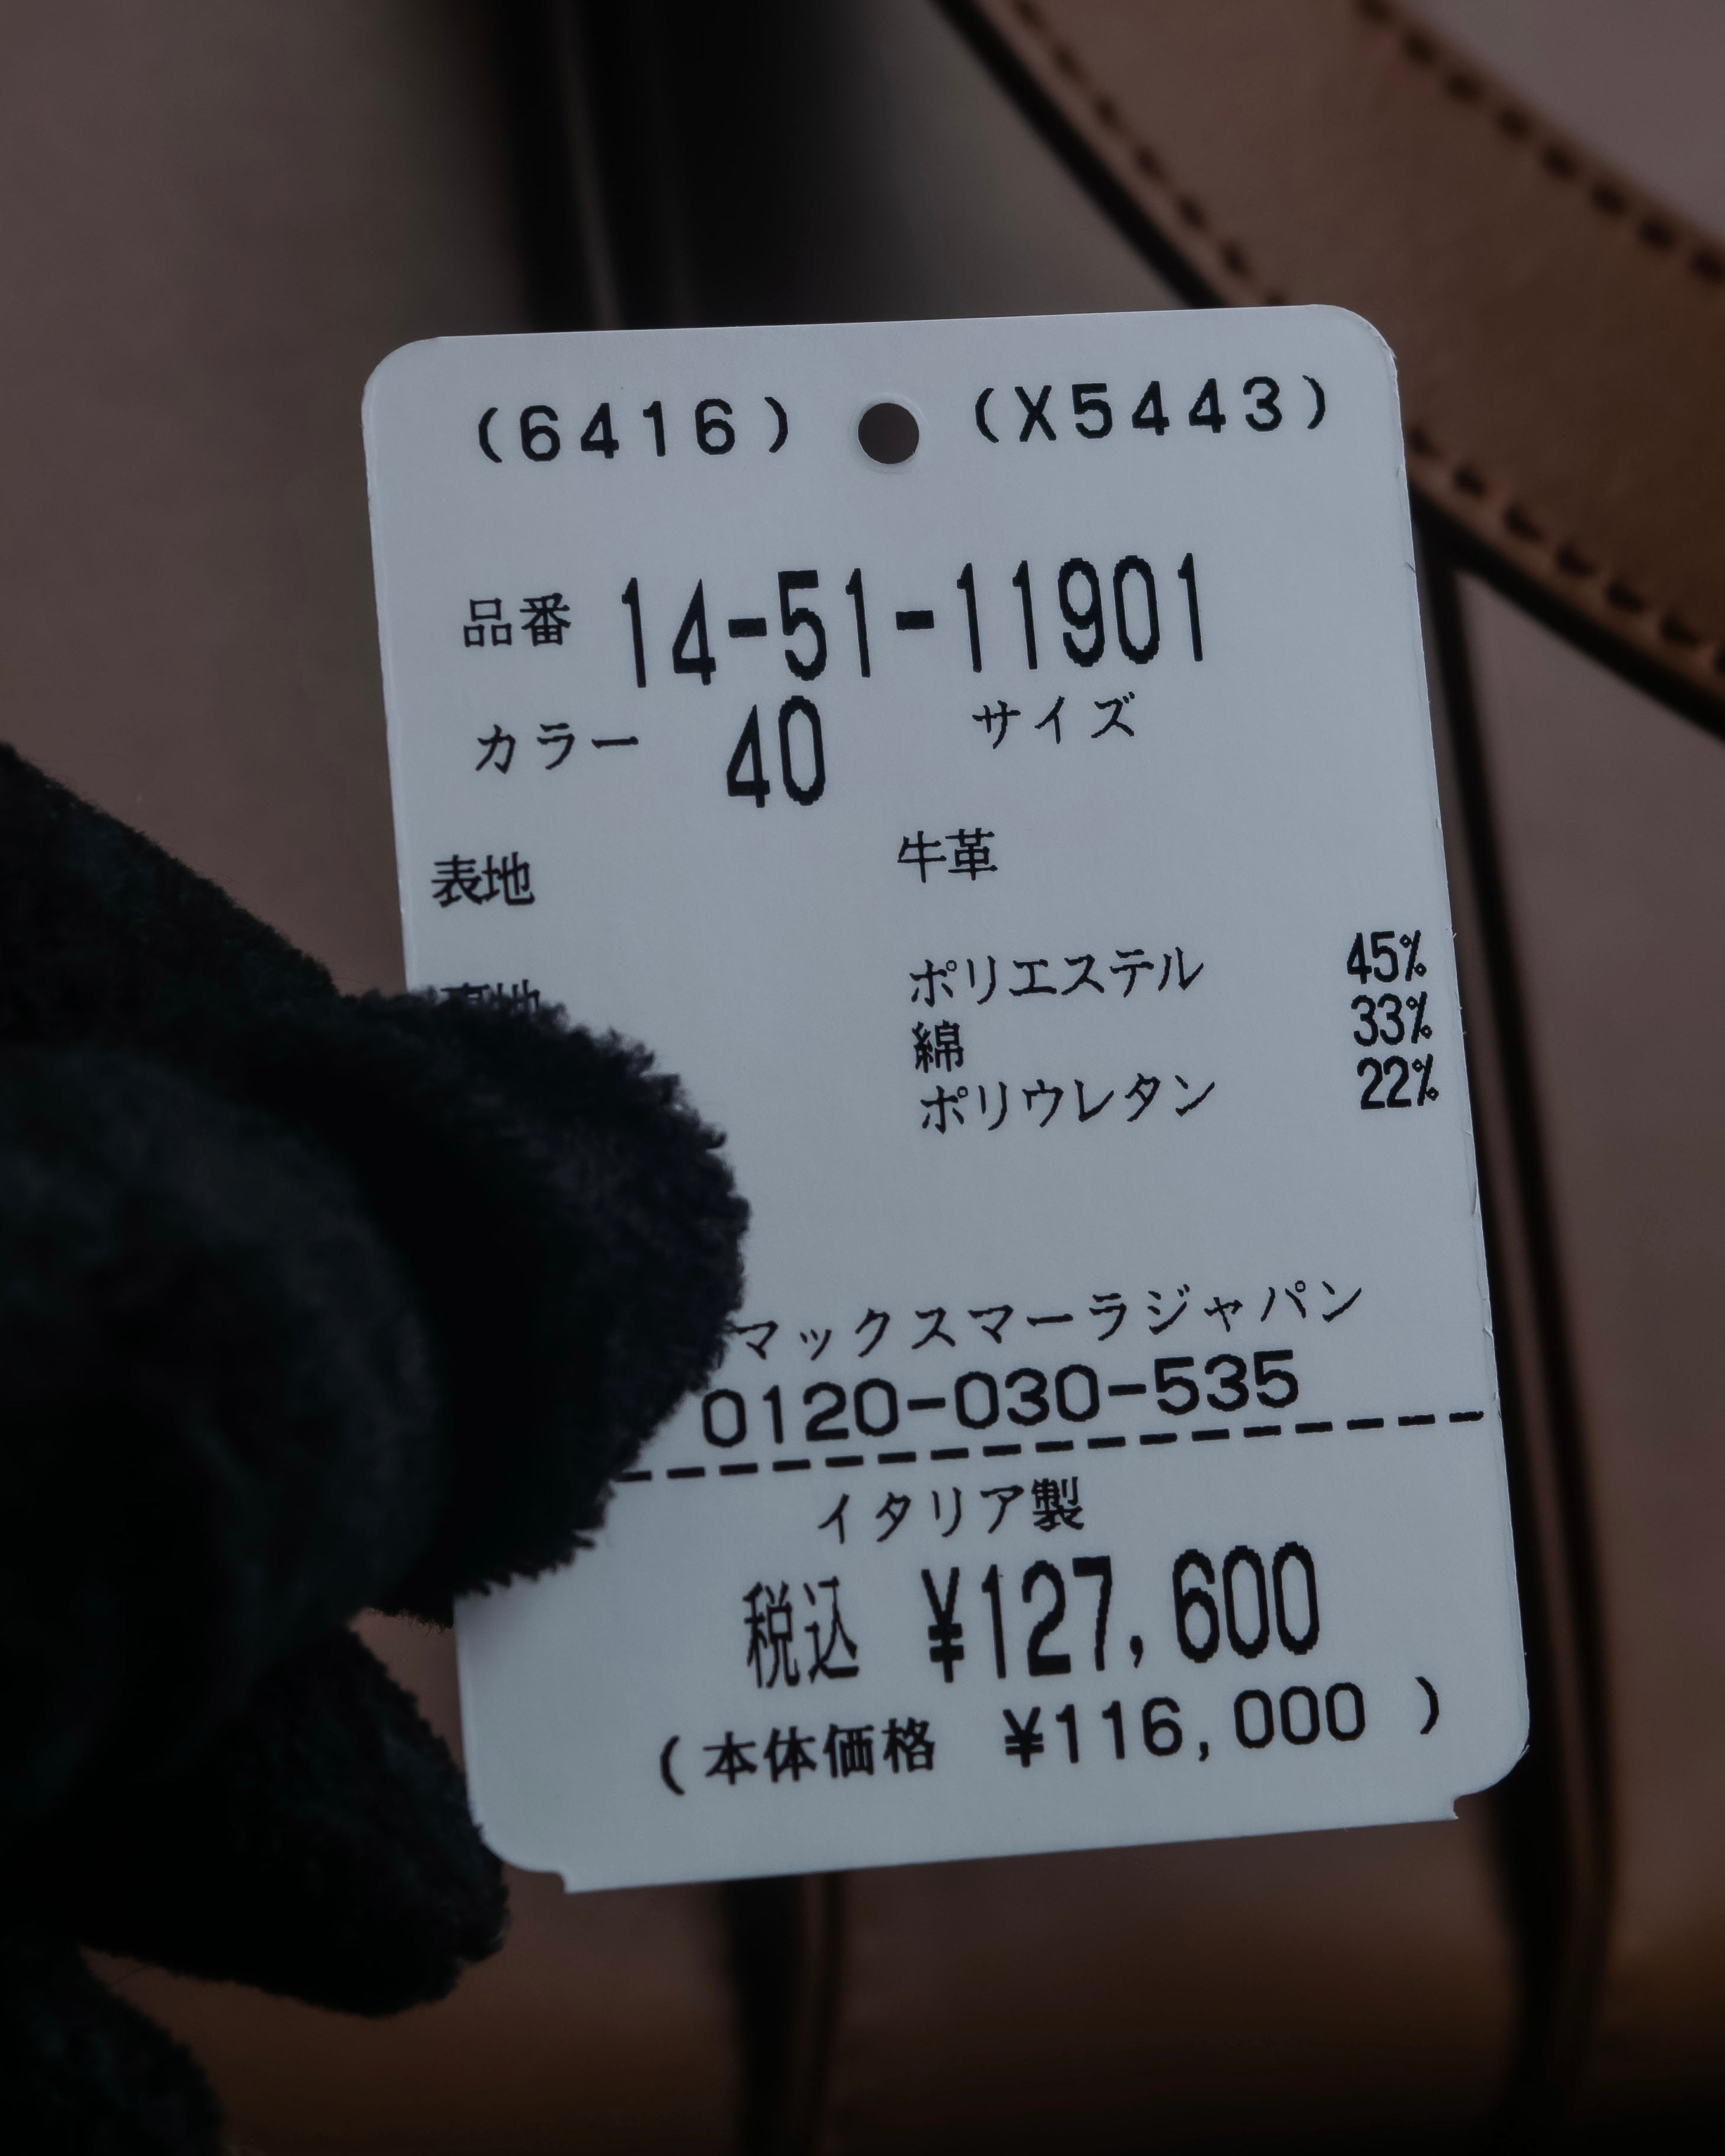 (6416) (X5443)
品番 14-51-11901
カラー 40 サイズ
表地 牛革
裏地 ポリエステル 45%
綿 33%
ポリウレタン 22%
マックスマーラジャパン
0120-030-535
イタリア製
税込 ¥127,600
(本体価格 ¥116,000 )